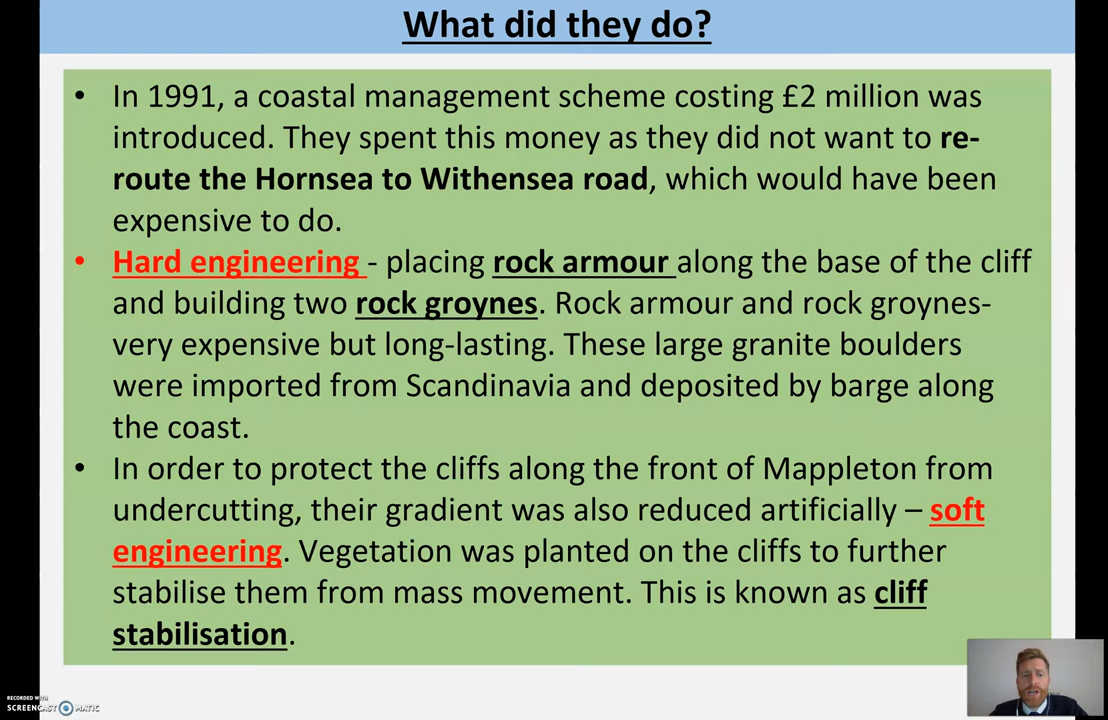 What did they do?
• In 1991, a coastal management scheme costing £2 million was
introduced. They spent this money as they did not want to re-
route the Hornsea to Withensea road, which would have been
expensive to do.
• Hard engineering - placing rock armour along the base of the cliff
and building two rock groynes. Rock armour and rock groynes-
very expensive but long-lasting. These large granite boulders
were imported from Scandinavia and deposited by barge along
the coast.
• In order to protect the cliffs along the front of Mappleton from
undercutting, their gradient was also reduced artificially – soft
engineering. Vegetation was planted on the cliffs to further
stabilise them from mass movement. This is known as cliff
stabilisation.
RECORDED WITH
SCREENCAST MATIC